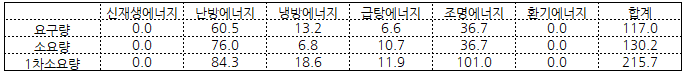 신재생에너지 난방에너지 냉방에너지 급탕에너지 조명에너지 환기에너지 합계
요구량 0.0 60.5 13.2 6.6 36.7 0.0 117.0
소요량 0.0 76.0 6.8 10.7 36.7 0.0 130.2
1차소요량 0.0 84.3 18.6 11.9 101.0 0.0 215.7